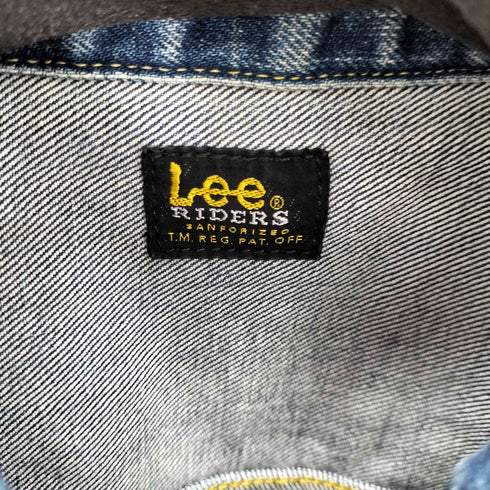 Lee®
RIDERS
SANFORIZED
T.M. REG. PAT. OFF